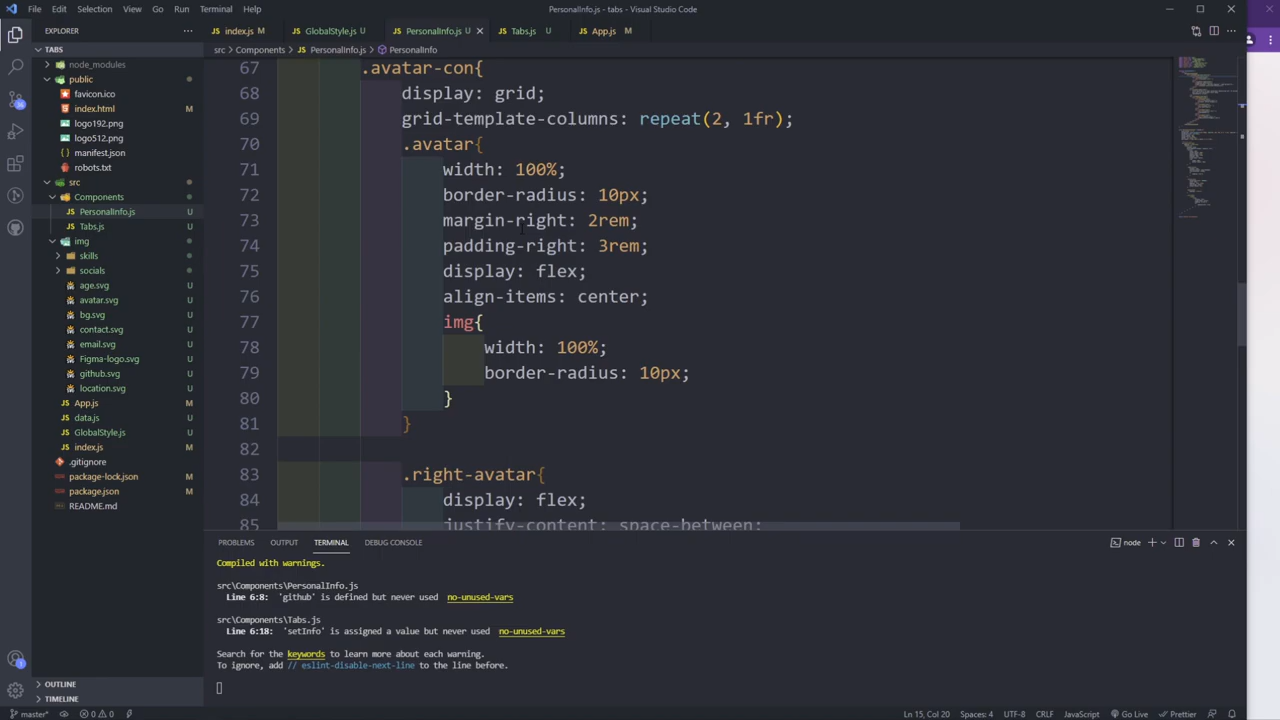 File Edit Selection View Go Run Terminal Help
PersonalInfo.js - tabs - Visual Studio Code
EXPLORER
index.js M
GlobalStyle.js U
PersonalInfo.js U
Tabs.js U
App.js M
src > Components > PersonalInfo.js > PersonalInfo
TABS
node_modules
public
favicon.ico
index.html
logo192.png
logo512.png
manifest.json
robots.txt
src
Components
PersonalInfo.js U
Tabs.js U
img
skills
socials
age.svg U
avatar.svg U
bg.svg U
contact.svg U
email.svg U
Figma-logo.svg U
github.svg U
location.svg U
App.js M
data.js U
GlobalStyle.js U
index.js M
.gitignore
package-lock.json M
package.json M
README.md
OUTLINE
TIMELINE
67 .avatar-con{
68 display: grid;
69 grid-template-columns: repeat(2, 1fr);
70 .avatar{
71 width: 100%;
72 border-radius: 10px;
73 margin-right: 2rem;
74 padding-right: 3rem;
75 display: flex;
76 align-items: center;
77 img{
78 width: 100%;
79 border-radius: 10px;
80 }
81 }
82
83 .right-avatar{
84 display: flex;
85 justify-content: space-between;
PROBLEMS OUTPUT TERMINAL DEBUG CONSOLE
node
Compiled with warnings.
src\Components\PersonalInfo.js
Line 6:8: 'github' is defined but never used no-unused-vars
src\Components\Tabs.js
Line 6:18: 'setInfo' is assigned a value but never used no-unused-vars
Search for the keywords to learn more about each warning.
To ignore, add // eslint-disable-next-line to the line before.
master* 0 0
Ln 15, Col 20 Spaces: 4 UTF-8 CRLF JavaScript Go Live Prettier